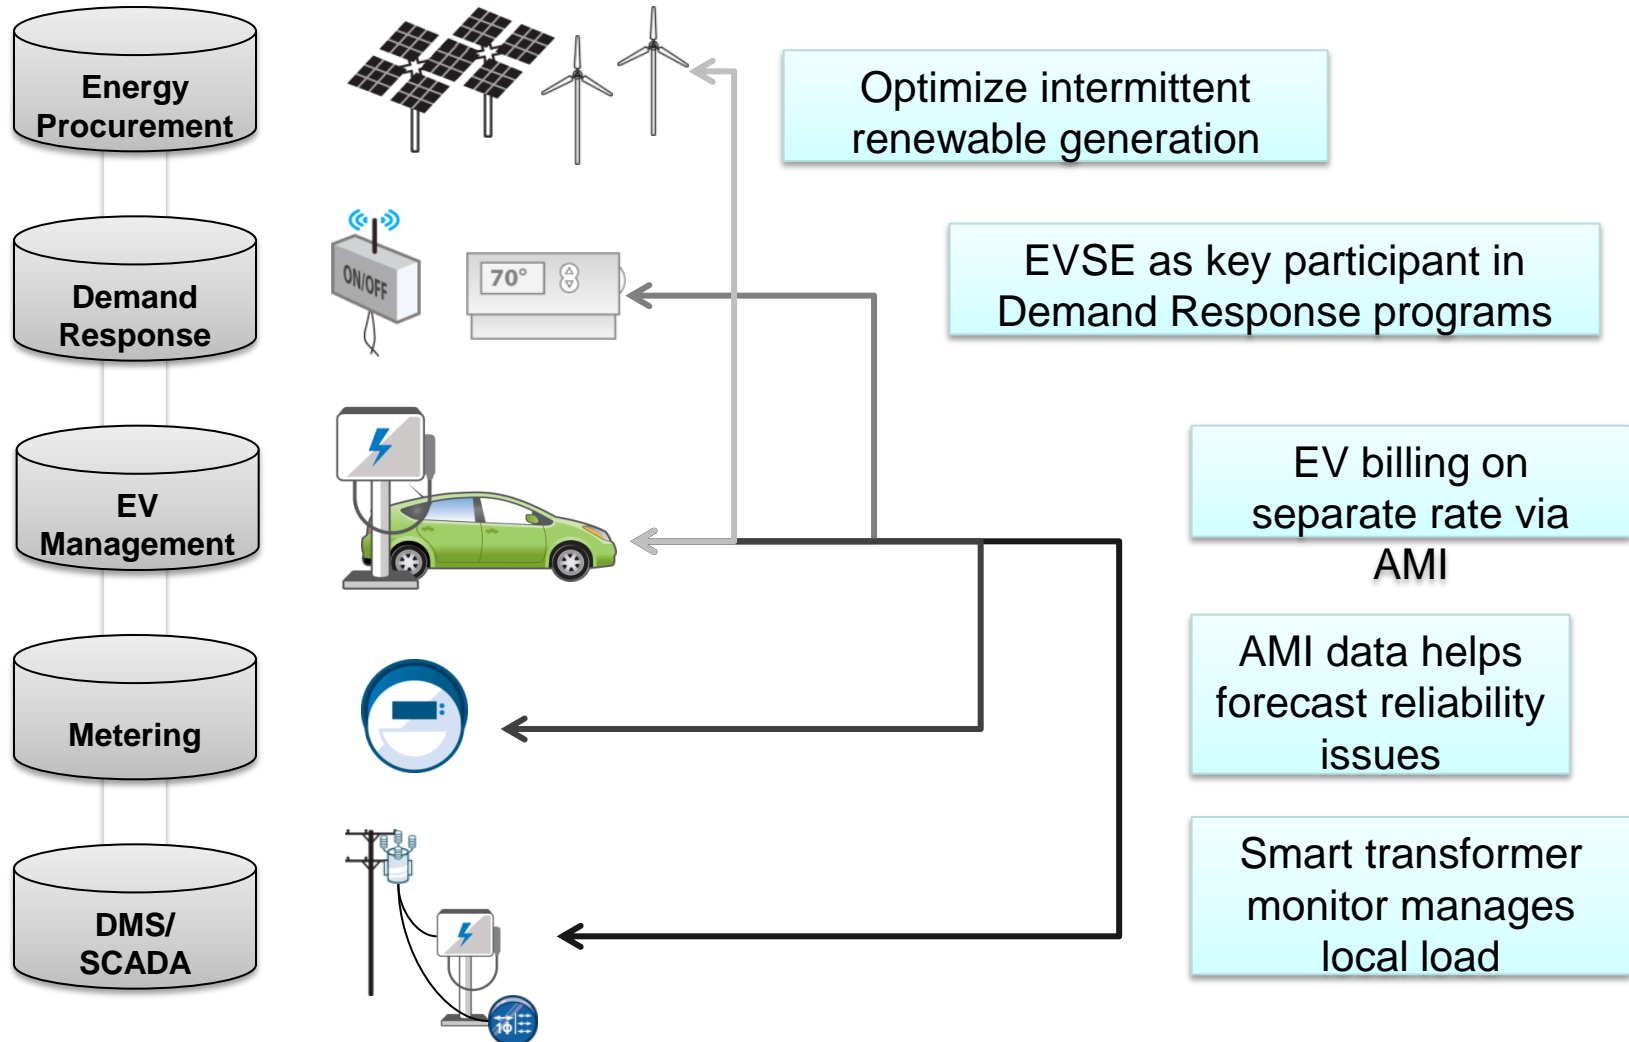 Energy
Procurement
Optimize intermittent
renewable generation
Demand
Response
ON/OFF
70°
EVSE as key participant in
Demand Response programs
EV
Management
EV billing on
separate rate via
AMI
Metering
AMI data helps
forecast reliability
issues
DMS/
SCADA
1Φ
Smart transformer
monitor manages
local load